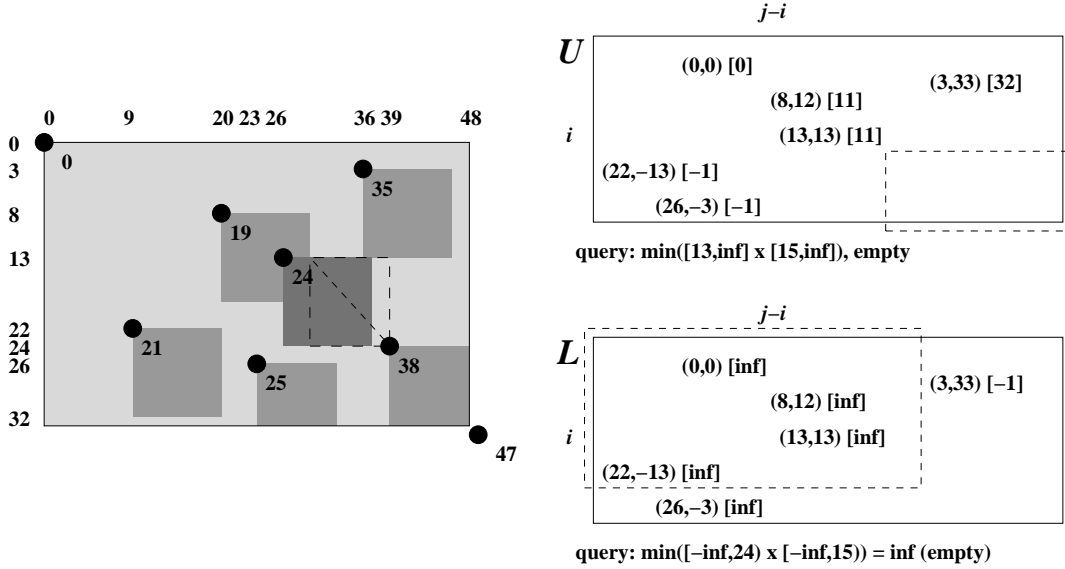 0 9 20 23 26 36 39 48
0
3
8
13
22
24
26
32
0
35
19
24
21
25
38
47
j–i
U
i
(0,0) [0]
(3,33) [32]
(8,12) [11]
(13,13) [11]
(22,–13) [–1]
(26,–3) [–1]
query: min([13,inf] x [15,inf]), empty
j–i
L
i
(0,0) [inf]
(3,33) [–1]
(8,12) [inf]
(13,13) [inf]
(22,–13) [inf]
(26,–3) [inf]
query: min([–inf,24) x [–inf,15)) = inf (empty)